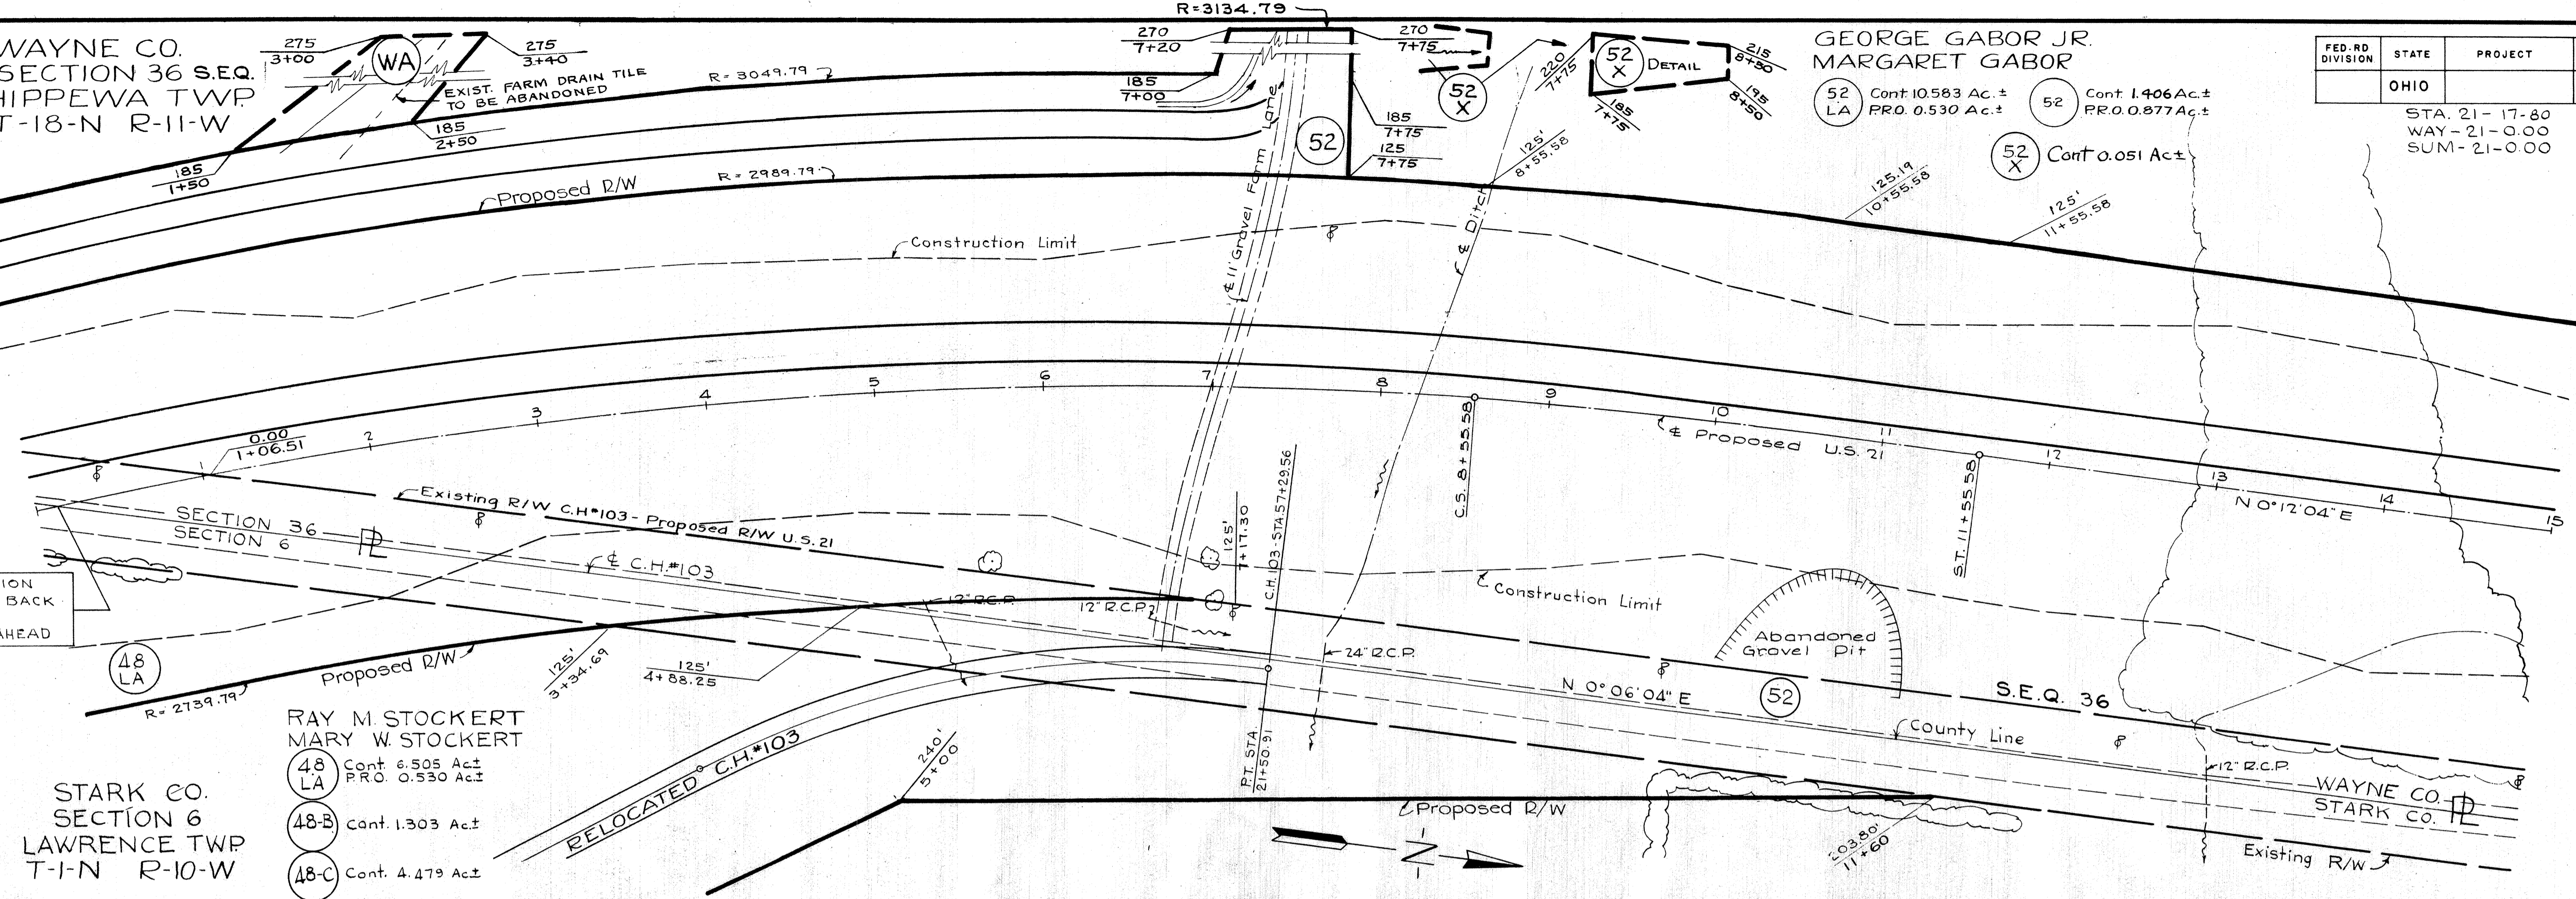 R=3134.79
WAYNE CO.
SECTION 36 S.E.Q.
HIPPEWA TWP.
T-18-N R-11-W
275
3+00
WA
275
3+40
EXIST. FARM DRAIN TILE
TO BE ABANDONED
R = 3049.79
185
2+50
185
1+50
Proposed R/W
R = 2989.79
270
7+20
270
7+75
185
7+00
52
185
7+75
125
7+75
52
X
220
7+75
52
X
DETAIL
215
8+50
195
8+50
185
7+75
GEORGE GABOR JR.
MARGARET GABOR
52
LA
Cont. 10.583 Ac.±
P.R.O. 0.530 Ac.±
52
Cont. 1.406 Ac.±
P.R.O. 0.877 Ac.±
52
X
Cont 0.051 Ac±
FED. RD
DIVISION
STATE
PROJECT
OHIO
STA. 21-17-80
WAY-21-0.00
SUM-21-0.00
125'
8+55.58
125.19
10+55.58
125'
11+55.58
Construction Limit
℄ 11' Gravel Farm Lane
℄ Ditch
0.00
1+06.51
1
2
3
4
5
6
7
8
9
10
11
12
13
14
15
C.S. 8+55.58
℄ Proposed U.S. 21
S.T. 11+55.58
N 0°12'04" E
Existing R/W C.H.#103 - Proposed R/W U.S. 21
SECTION 36
SECTION 6
PL
℄ C.H.#103
12" R.C.P.
12" R.C.P.
125'
7+17.30
C.H. 103 - STA. 57+29.56
24" R.C.P.
Construction Limit
Abandoned
Gravel Pit
N 0°06'04" E
52
S.E.Q. 36
County Line
12" R.C.P.
WAYNE CO.
STARK CO.
PL
Existing R/W
ION
BACK
AHEAD
48
LA
Proposed R/W
R= 2739.79
125'
3+34.69
125'
4+88.25
RAY M. STOCKERT
MARY W. STOCKERT
48
LA
Cont. 6.505 Ac.±
P.R.O. 0.530 Ac.±
48-B
Cont. 1.303 Ac.±
48-C
Cont. 4.479 Ac.±
STARK CO.
SECTION 6
LAWRENCE TWP.
T-1-N R-10-W
RELOCATED C.H.#103
240'
5+00
P.T. STA.
21+50.91
Proposed R/W
N
203.80'
11+60